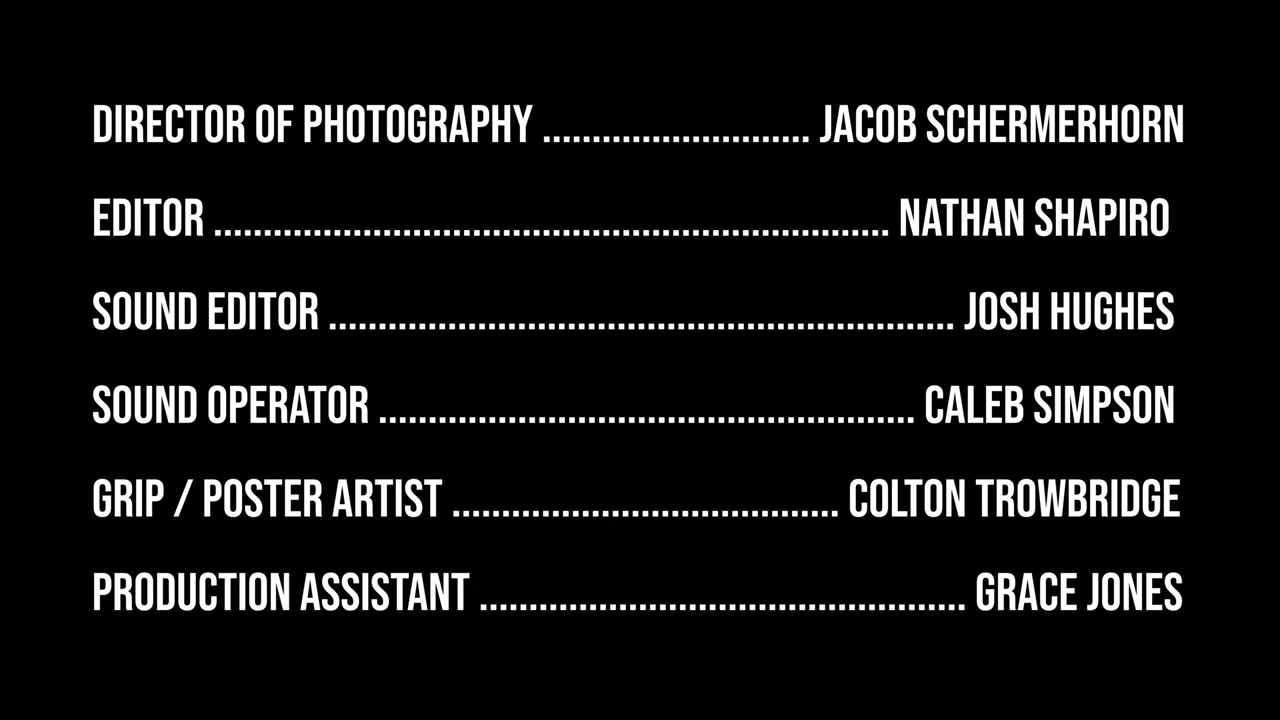 DIRECTOR OF PHOTOGRAPHY ........................... JACOB SCHERMERHORN
EDITOR .................................................................... NATHAN SHAPIRO
SOUND EDITOR ............................................................... JOSH HUGHES
SOUND OPERATOR ...................................................... CALEB SIMPSON
GRIP / POSTER ARTIST ....................................... COLTON TROWBRIDGE
PRODUCTION ASSISTANT ................................................. GRACE JONES